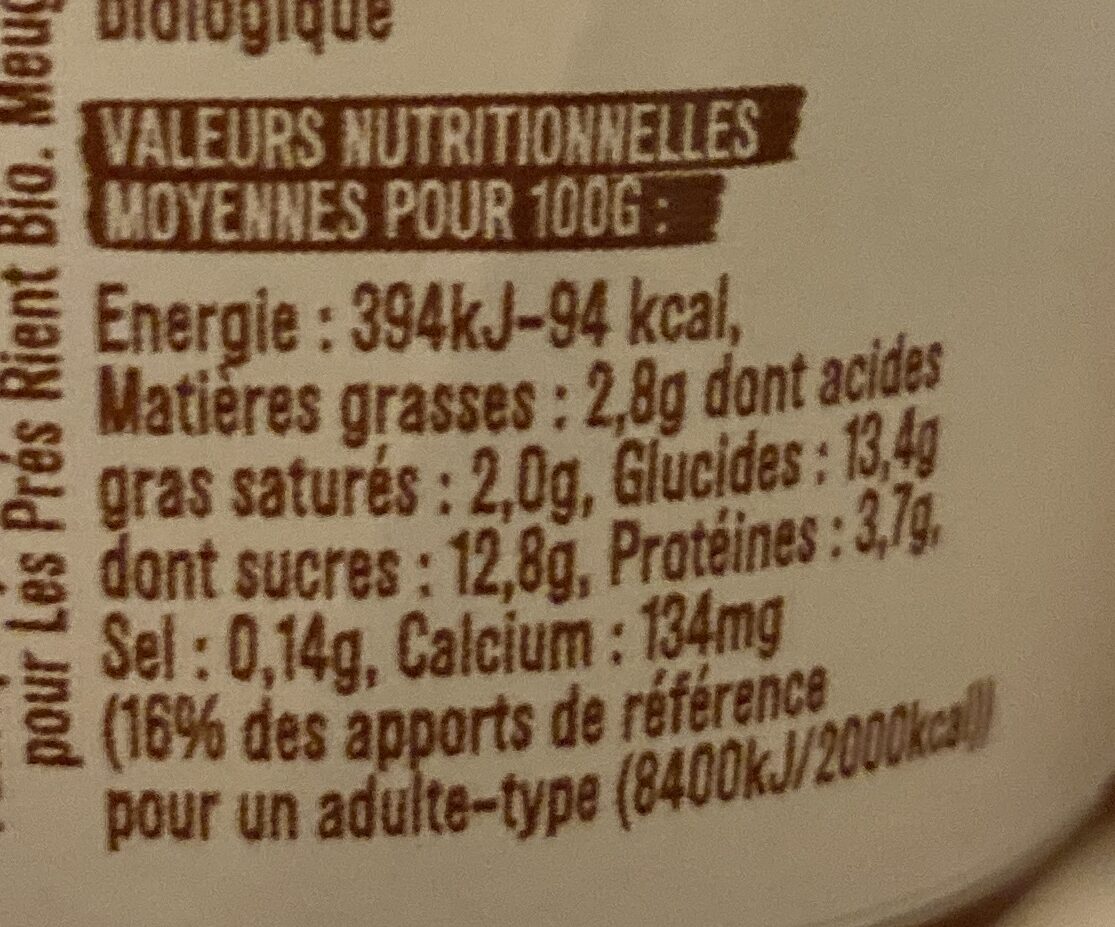 biologique
VALEURS NUTRITIONNELLES
MOYENNES POUR 100G :
Energie : 394kJ-94 kcal,
Matières grasses : 2,8g dont acides
gras saturés : 2,0g, Glucides : 13,4g
dont sucres : 12,8g, Protéines : 3,7g,
Sel : 0,14g, Calcium : 134mg
(16% des apports de référence
pour un adulte-type (8400kJ/2000kcal))
pour Les Prés Rient Bio.